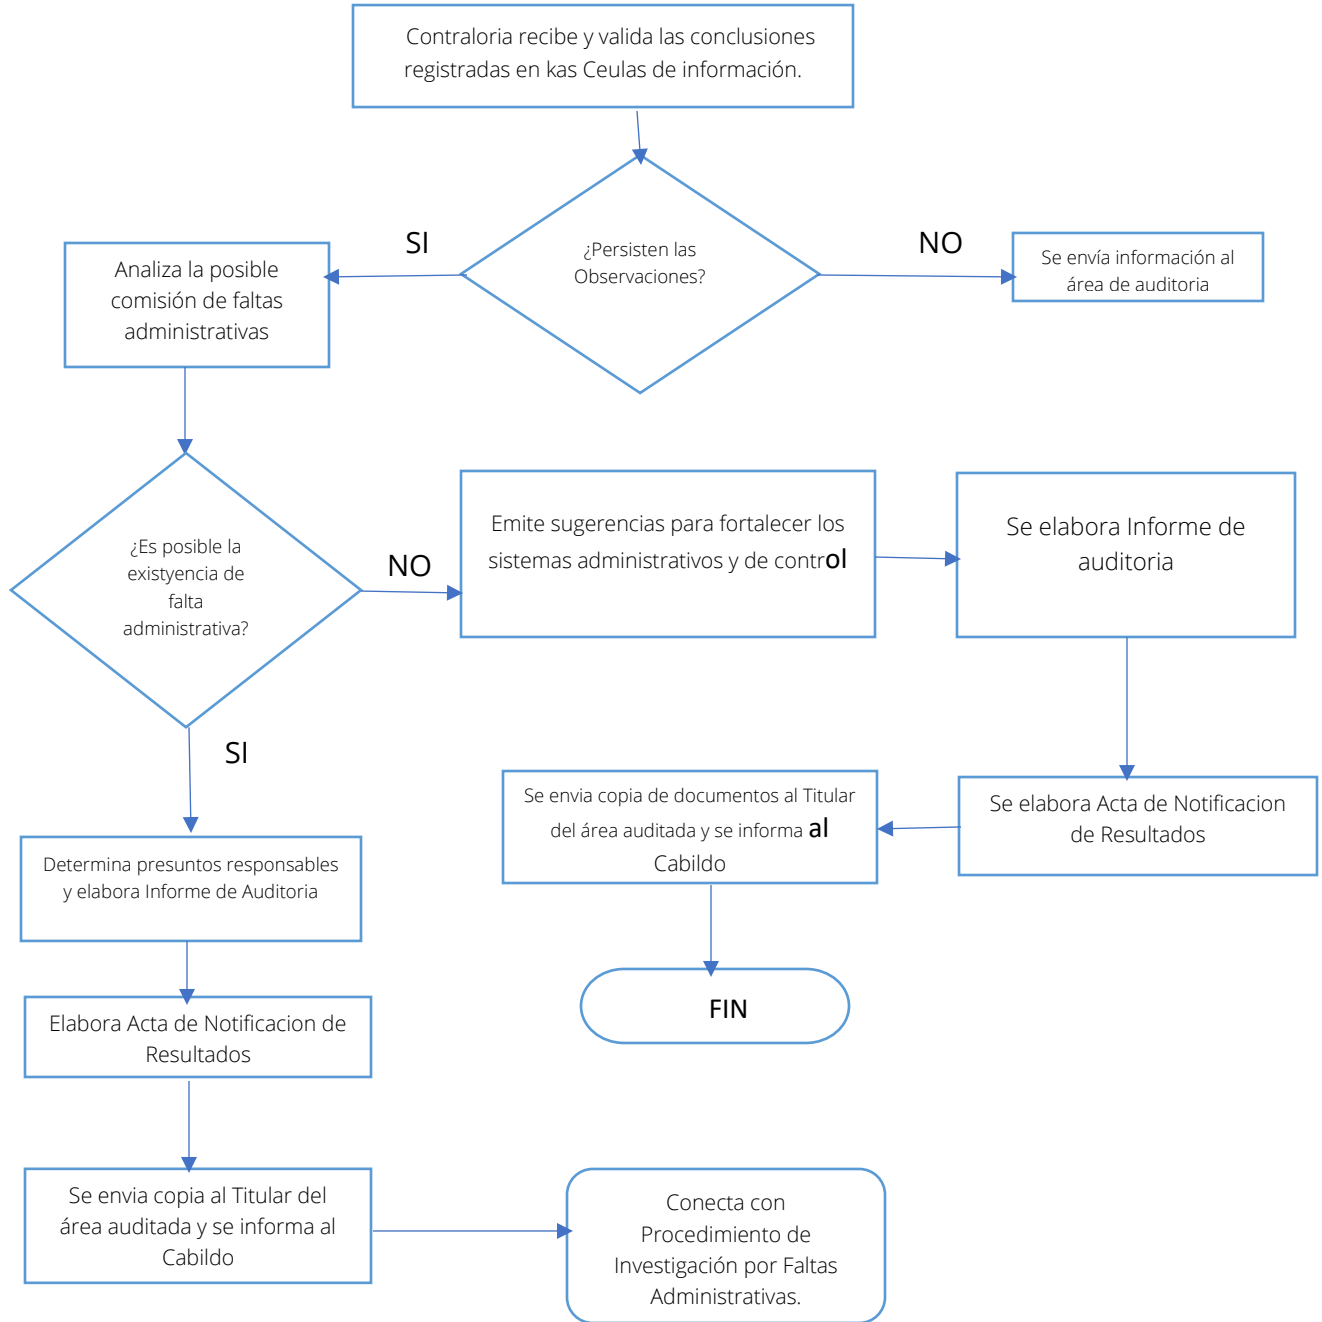 Contraloria recibe y valida las conclusiones
registradas en kas Ceulas de información.
¿Persisten las
Observaciones?
SI
NO
Analiza la posible
comisión de faltas
administrativas
Se envía información al
área de auditoria
¿Es posible la
existyencia de
falta
administrativa?
NO
Emite sugerencias para fortalecer los
sistemas administrativos y de control
Se elabora Informe de
auditoria
SI
Se envia copia de documentos al Titular
del área auditada y se informa al
Cabildo
Se elabora Acta de Notificacion
de Resultados
Determina presuntos responsables
y elabora Informe de Auditoria
FIN
Elabora Acta de Notificacion de
Resultados
Se envia copia al Titular del
área auditada y se informa al
Cabildo
Conecta con
Procedimiento de
Investigación por Faltas
Administrativas.